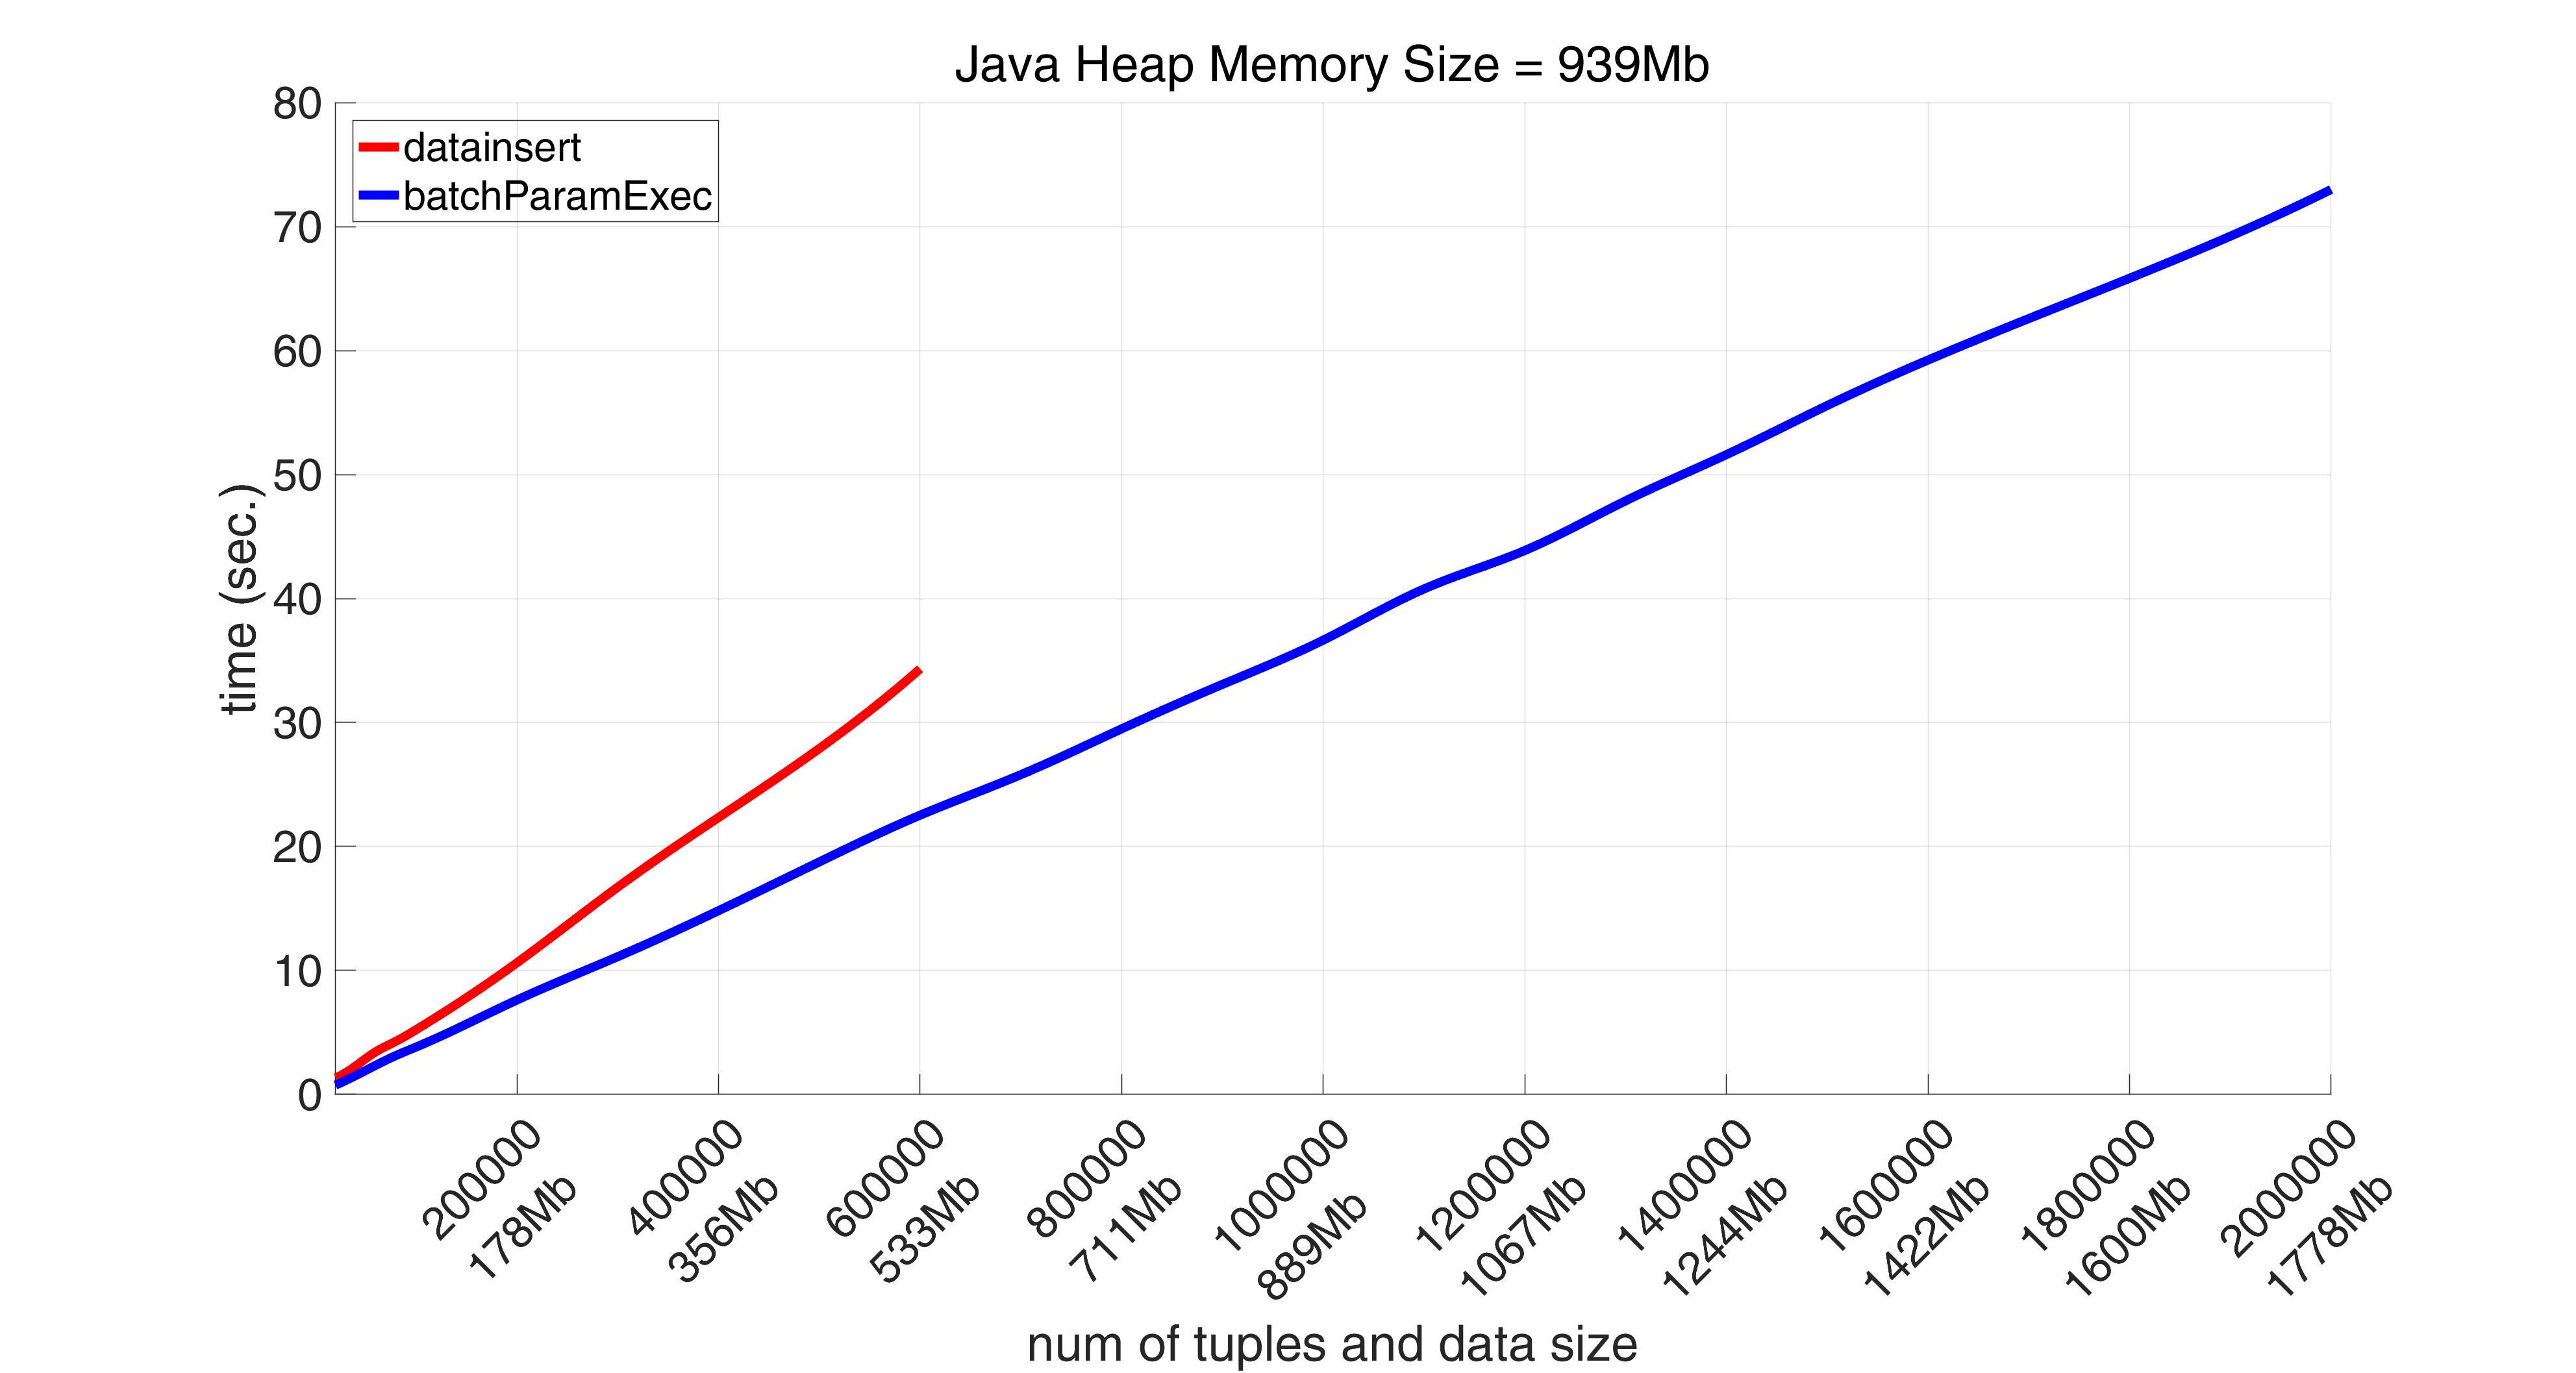 Java Heap Memory Size = 939Mb
datainsert
batchParamExec
time (sec.)
80
70
60
50
40
30
20
10
0
200000
178Mb
400000
356Mb
600000
533Mb
800000
711Mb
1000000
889Mb
1200000
1067Mb
1400000
1244Mb
1600000
1422Mb
1800000
1600Mb
2000000
1778Mb
num of tuples and data size